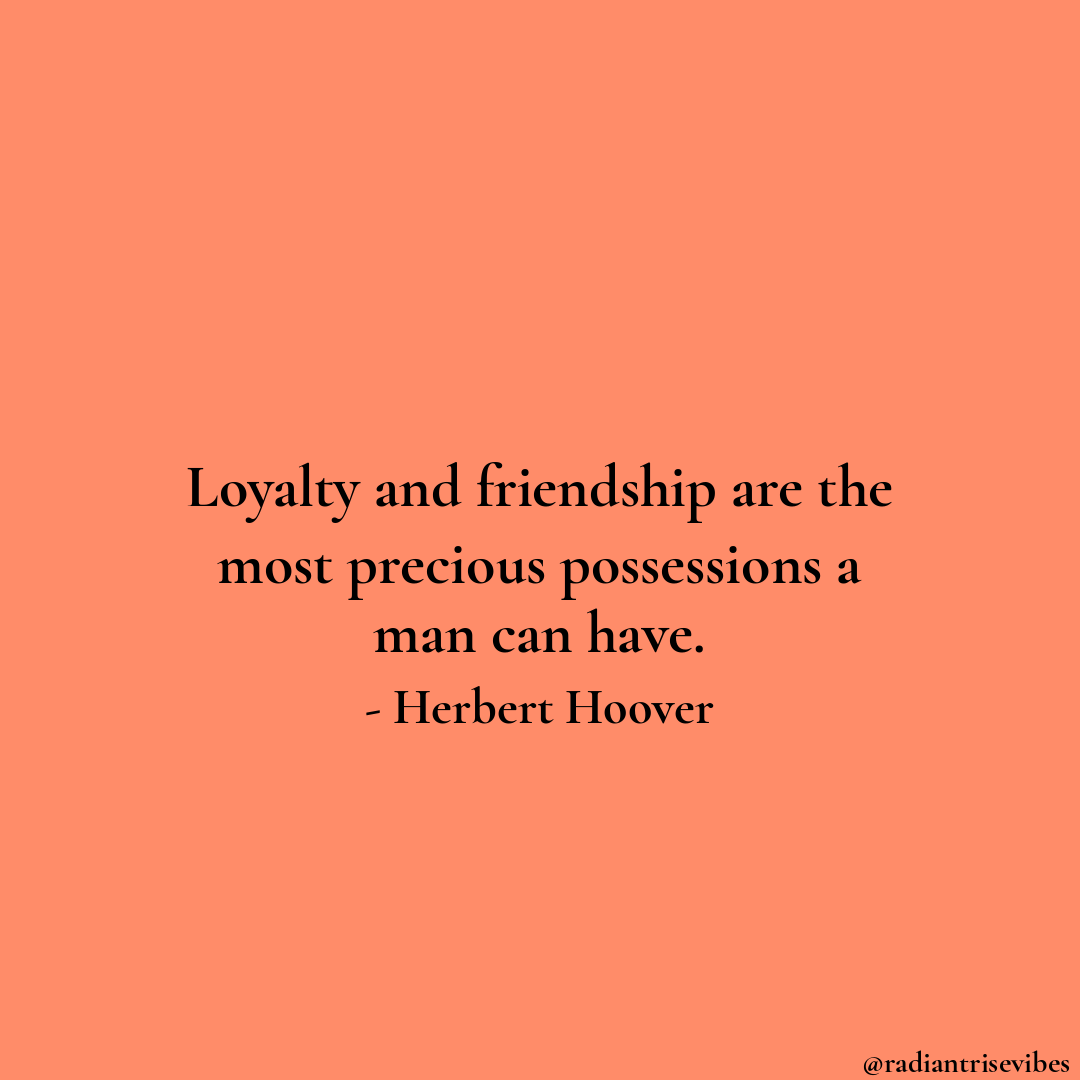 Loyalty and friendship are the
most precious possessions a
man can have.
- Herbert Hoover
@radiantrisevibes